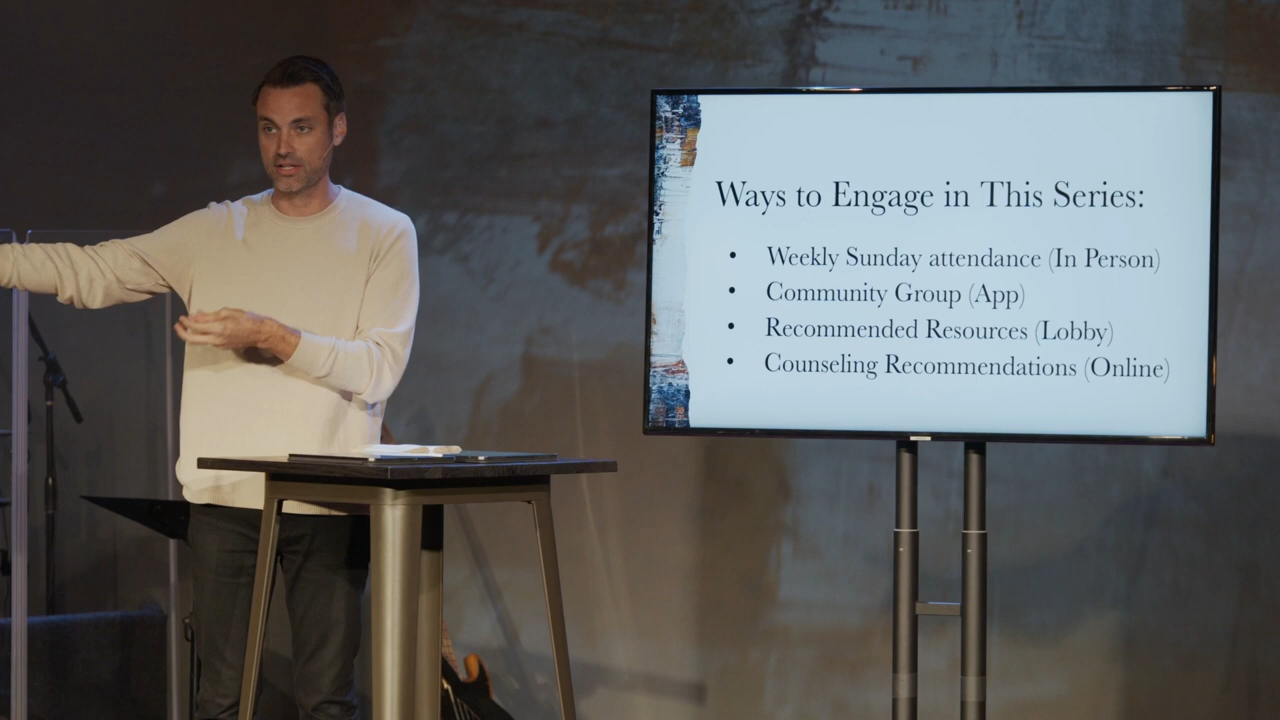 Ways to Engage in This Series:
• Weekly Sunday attendance (In Person)
• Community Group (App)
• Recommended Resources (Lobby)
• Counseling Recommendations (Online)